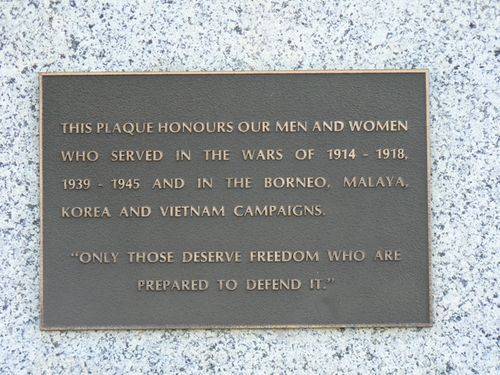 THIS PLAQUE HONOURS OUR MEN AND WOMEN
WHO SERVED IN THE WARS OF 1914 - 1918,
1939 - 1945 AND IN THE BORNEO, MALAYA,
KOREA AND VIETNAM CAMPAIGNS.
"ONLY THOSE DESERVE FREEDOM WHO ARE
PREPARED TO DEFEND IT."